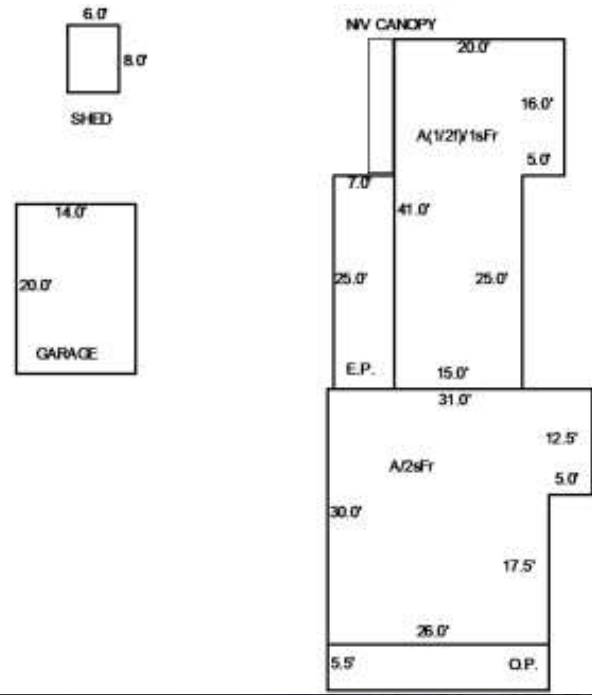 6.0'
8.0'
SHED
14.0'
20.0'
GARAGE
N/V CANOPY
20.0'
16.0'
A(1/2f)/1sFr
5.0'
7.0'
41.0'
25.0'
25.0'
E.P.
15.0'
31.0'
12.5'
A/2sFr
5.0'
30.0'
17.5'
26.0'
5.5'
O.P.